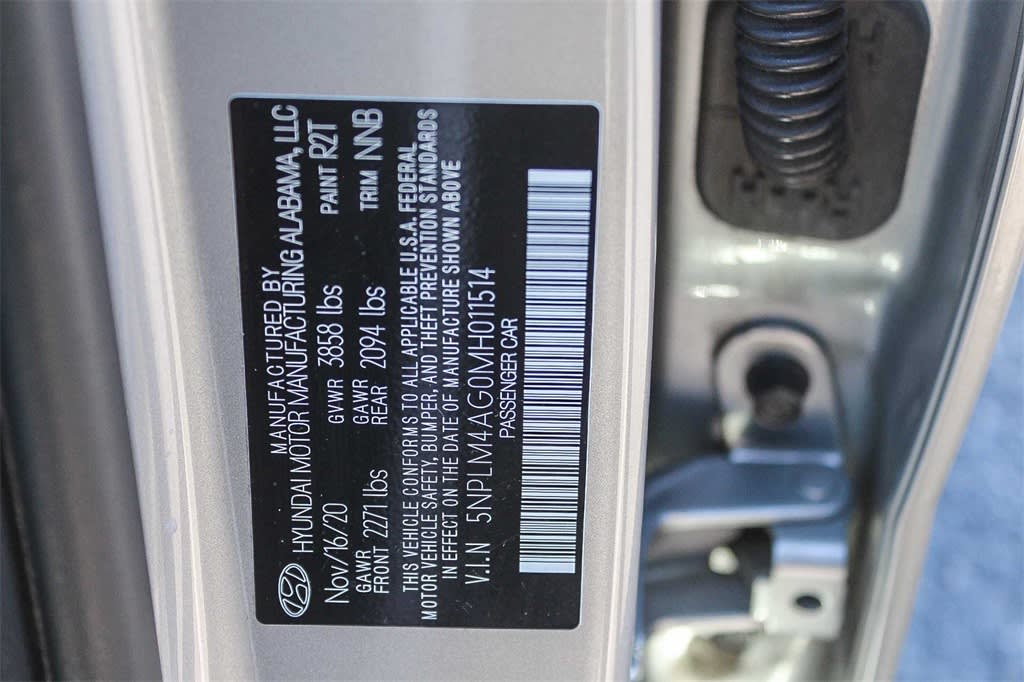 MANUFACTURED BY
HYUNDAI MOTOR MANUFACTURING ALABAMA, LLC
Nov/16/20 GVWR 3858 lbs PAINT R2T
GAWR FRONT 2271 lbs GAWR REAR 2094 lbs TRIM NNB
THIS VEHICLE CONFORMS TO ALL APPLICABLE U.S.A. FEDERAL
MOTOR VEHICLE SAFETY, BUMPER, AND THEFT PREVENTION STANDARDS
IN EFFECT ON THE DATE OF MANUFACTURE SHOWN ABOVE
V.I.N 5NPLM4AG0MH011514
PASSENGER CAR